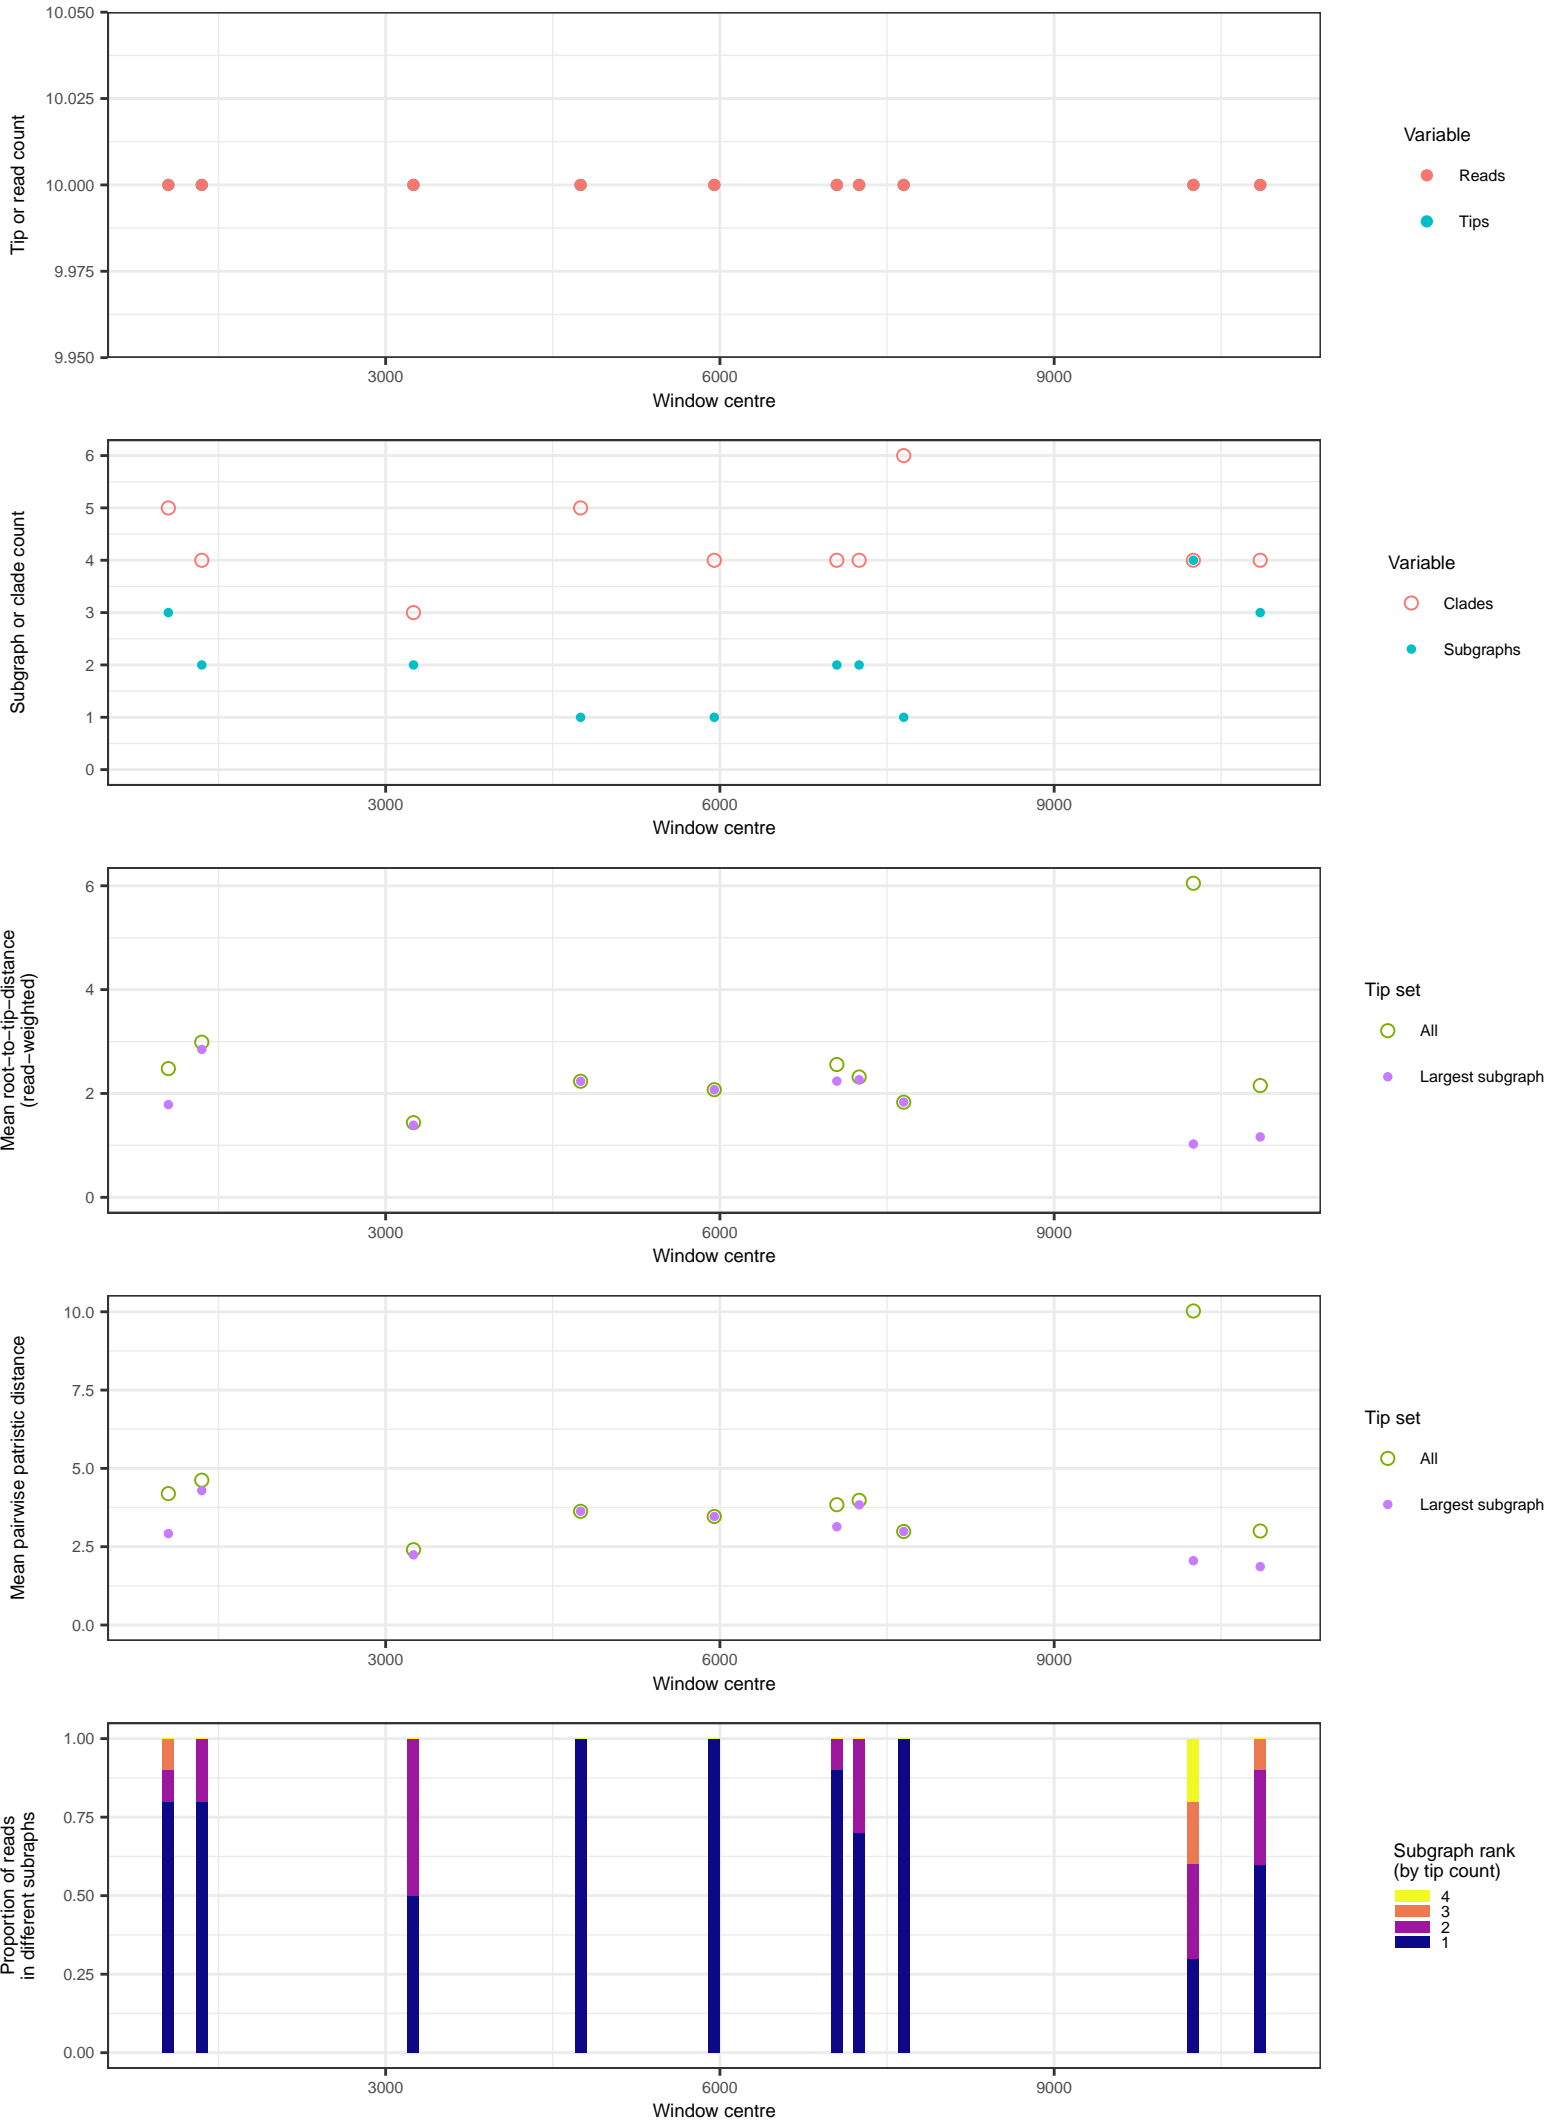 10.050
10.025
10.000
9.975
9.950
Tip or read count
3000 6000 9000
Window centre
Variable
Reads
Tips
6
5
4
3
2
1
0
Subgraph or clade count
3000 6000 9000
Window centre
Variable
Clades
Subgraphs
6
4
2
0
Mean root−to−tip−distance
(read−weighted)
3000 6000 9000
Window centre
Tip set
All
Largest subgraph
10.0
7.5
5.0
2.5
0.0
Mean pairwise patristic distance
3000 6000 9000
Window centre
Tip set
All
Largest subgraph
1.00
0.75
0.50
0.25
0.00
Proportion of reads
in different subraphs
3000 6000 9000
Window centre
Subgraph rank
(by tip count)
4
3
2
1